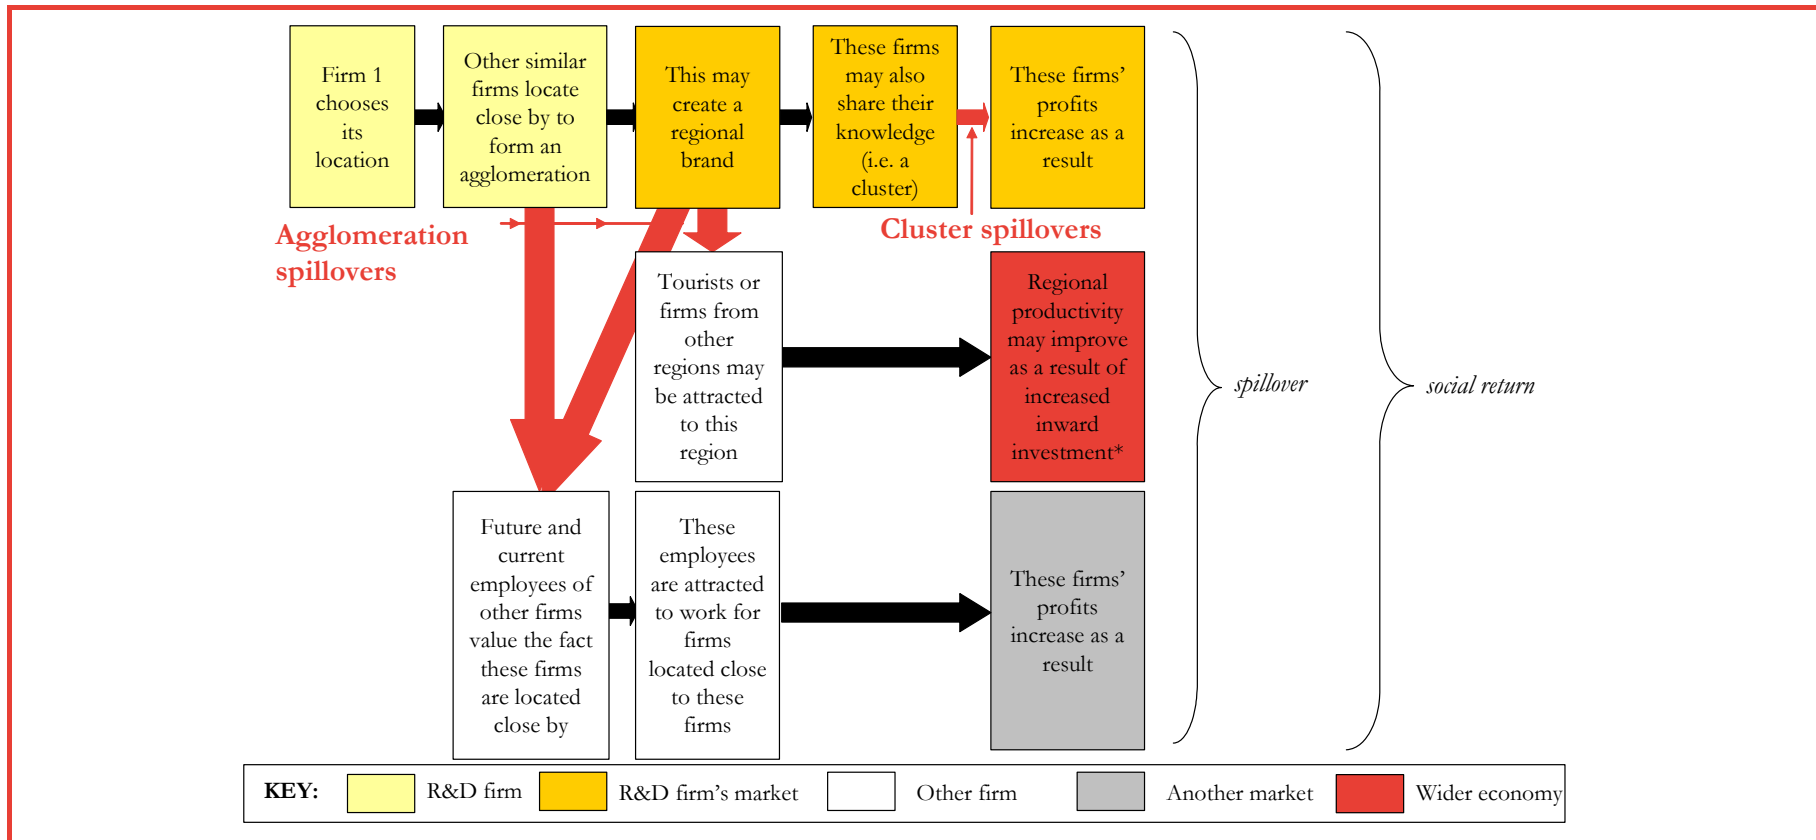 Firm 1
chooses
its
location
Other similar
firms locate
close by to
form an
agglomeration
This may
create a
regional
brand
These firms
may also
share their
knowledge
(i.e. a
cluster)
These firms’
profits
increase as a
result
Agglomeration
spillovers
Cluster spillovers
Tourists or
firms from
other
regions may
be attracted
to this
region
Regional
productivity
may improve
as a result of
increased
inward
investment*
spillover
social return
Future and
current
employees of
other firms
value the fact
these firms
are located
close by
These
employees
are attracted
to work for
firms
located close
to these
firms
These firms’
profits
increase as a
result
KEY:
R&D firm
R&D firm's market
Other firm
Another market
Wider economy